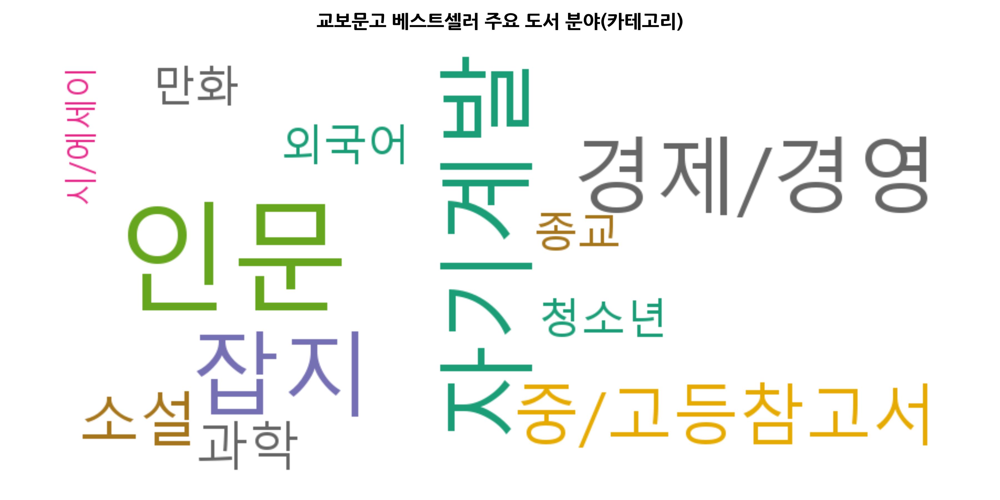 교보문고 베스트셀러 주요 도서 분야(카테고리)
시/에세이
만화
외국어
자기계발
경제/경영
종교
인문
청소년
잡지
중/고등참고서
소설
과학